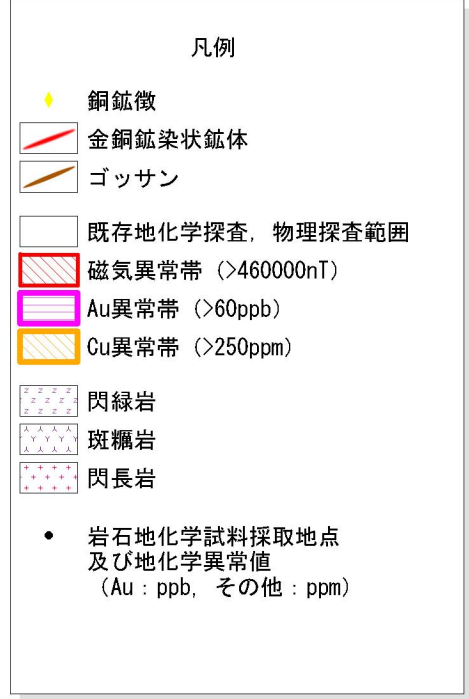 凡例
銅鉱徴
金銅鉱染状鉱体
ゴッサン
既存地化学探査，物理探査範囲
磁気異常帯（>460000nT）
Au異常帯（>60ppb）
Cu異常帯（>250ppm）
閃緑岩
斑糲岩
閃長岩
岩石地化学試料採取地点
及び地化学異常値
（Au：ppb，その他：ppm）